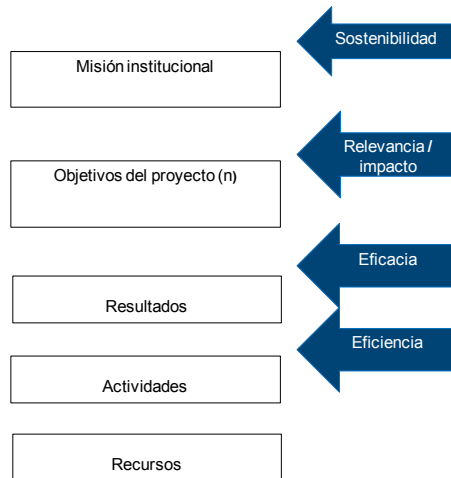 Sostenibilidad
Misión institucional
Relevancia /
impacto
Objetivos del proyecto (n)
Eficacia
Resultados
Eficiencia
Actividades
Recursos